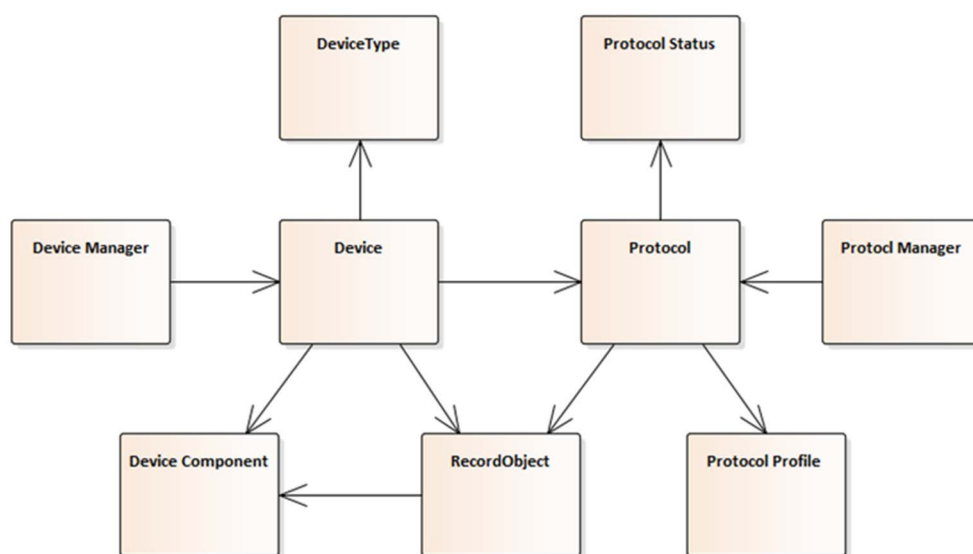 DeviceType
Protocol Status
Device Manager
Device
Protocol
Protocl Manager
Device Component
RecordObject
Protocol Profile